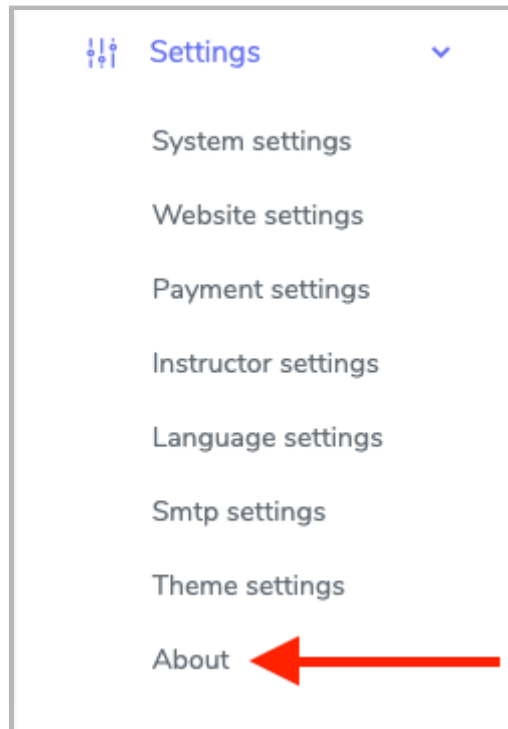 Settings
System settings
Website settings
Payment settings
Instructor settings
Language settings
Smtp settings
Theme settings
About